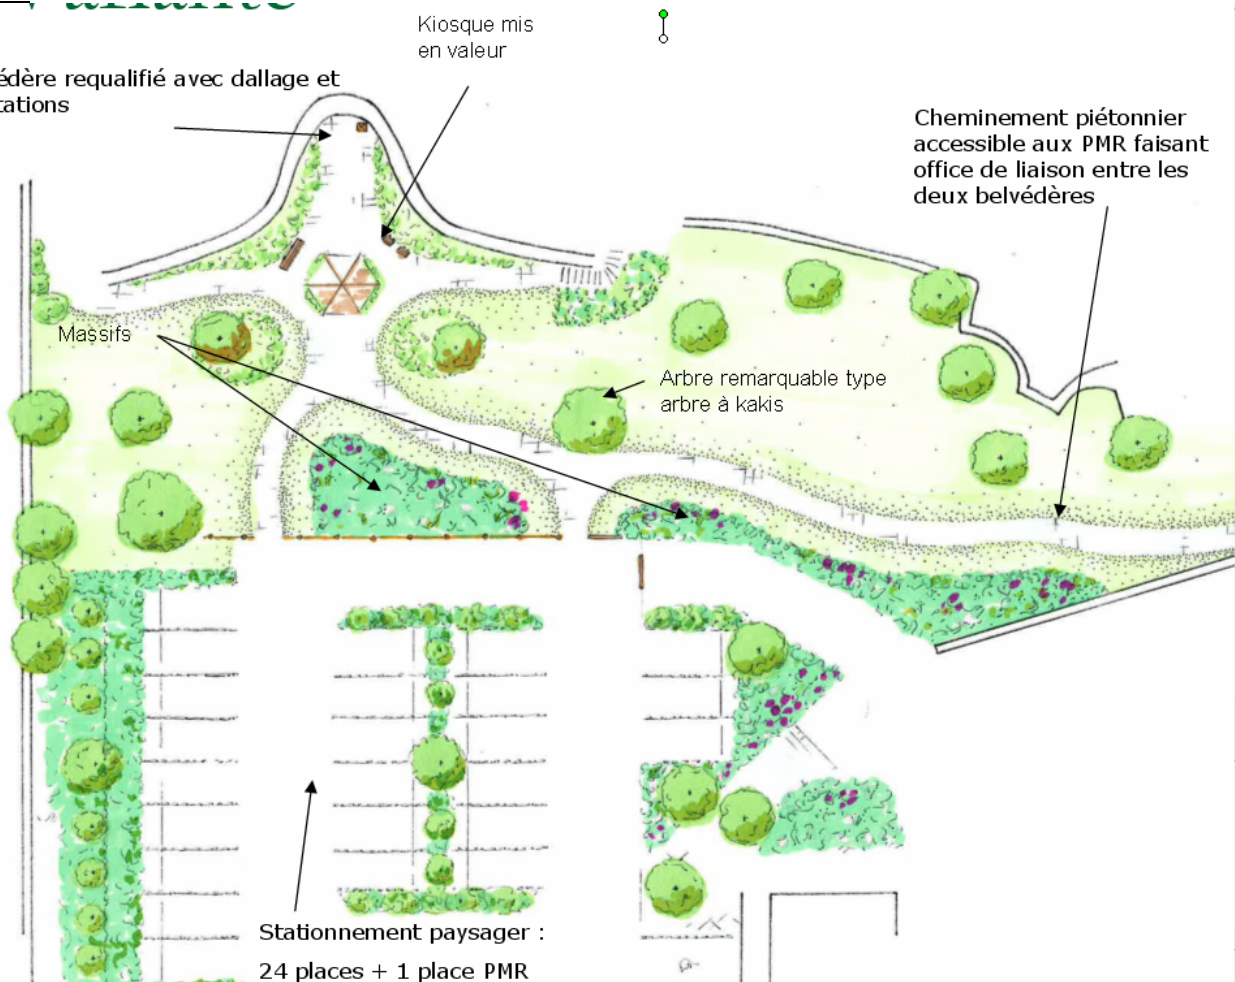 Kiosque mis
en valeur
édère requalifié avec dallage et
tations
Cheminement piétonnier
accessible aux PMR faisant
office de liaison entre les
deux belvédères
Massifs
Arbre remarquable type
arbre à kakis
Stationnement paysager :
24 places + 1 place PMR